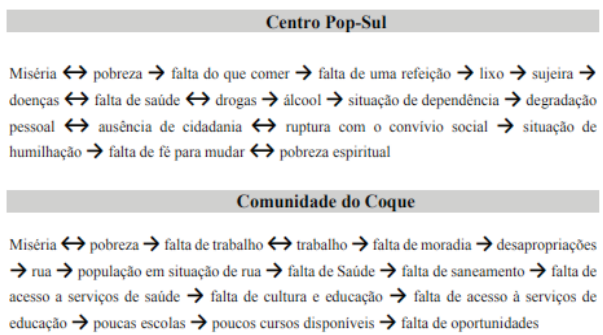 Centro Pop-Sul
Miséria ↔ pobreza → falta do que comer → falta de uma refeição → lixo → sujeira →
doenças ↔ falta de saúde ↔ drogas → álcool → situação de dependência → degradação
pessoal ↔ ausência de cidadania ↔ ruptura com o convívio social → situação de
humilhação → falta de fé para mudar ↔ pobreza espiritual
Comunidade do Coque
Miséria ↔ pobreza → falta de trabalho ↔ trabalho → falta de moradia → desapropriações
→ rua → população em situação de rua → falta de Saúde → falta de saneamento → falta de
acesso a serviços de saúde → falta de cultura e educação → falta de acesso à serviços de
educação → poucas escolas → poucos cursos disponíveis → falta de oportunidades